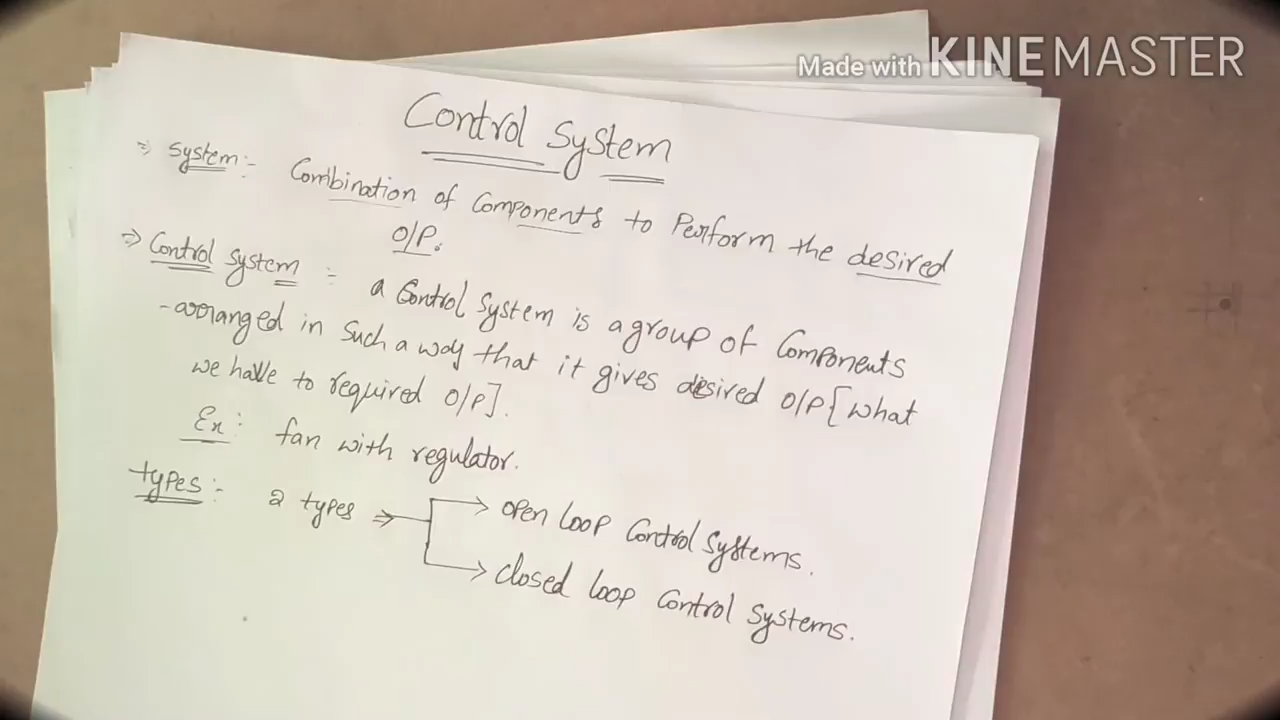 Made with KINEMASTER
Control System
⇒ System:- Combination of Components to Perform the desired
O/P.
⇒ Control System :- a Control System is a group of Components
-arranged in such a way that it gives desired O/P [what
we have to required O/P].
Ex: fan with regulator.
types:- 2 types ⇒ → open loop Control Systems.
→ closed loop Control Systems.